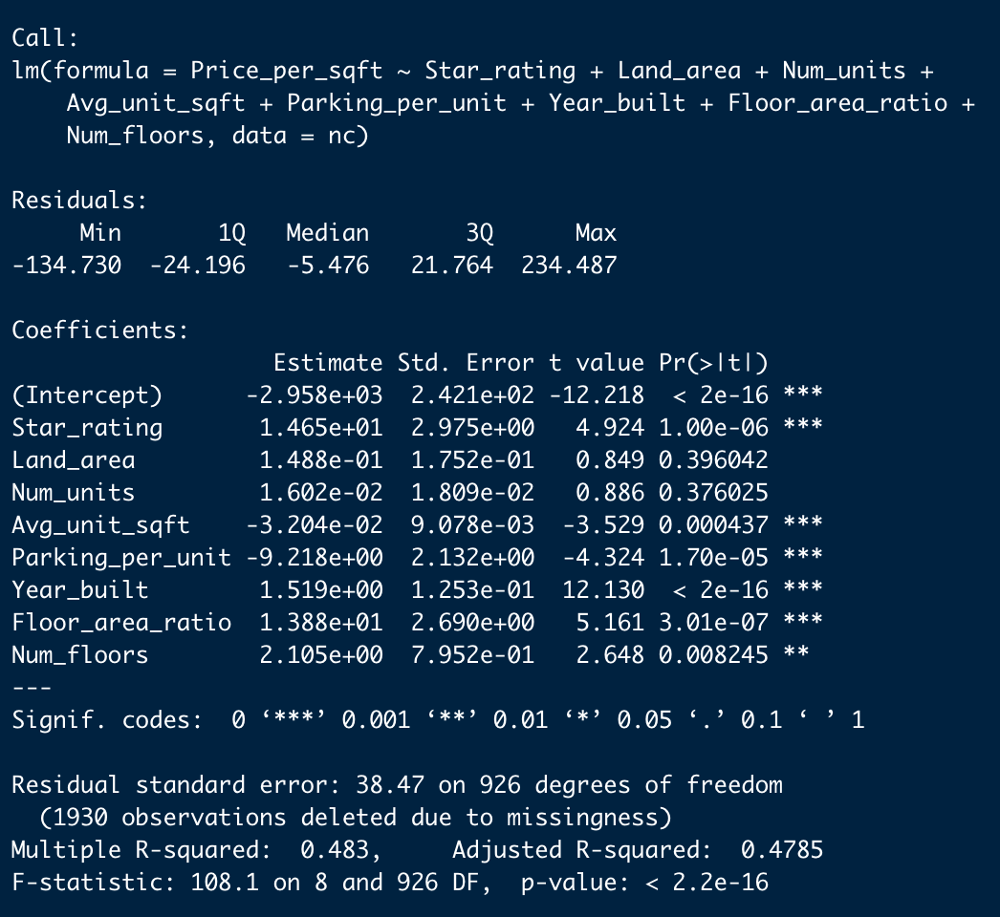 Call:
lm(formula = Price_per_sqft ~ Star_rating + Land_area + Num_units +
    Avg_unit_sqft + Parking_per_unit + Year_built + Floor_area_ratio +
    Num_floors, data = nc)

Residuals:
     Min       1Q   Median       3Q      Max
-134.730  -24.196   -5.476   21.764  234.487

Coefficients:
                   Estimate Std. Error t value Pr(>|t|)
(Intercept)      -2.958e+03  2.421e+02 -12.218  < 2e-16 ***
Star_rating       1.465e+01  2.975e+00   4.924 1.00e-06 ***
Land_area         1.488e-01  1.752e-01   0.849 0.396042
Num_units         1.602e-02  1.809e-02   0.886 0.376025
Avg_unit_sqft    -3.204e-02  9.078e-03  -3.529 0.000437 ***
Parking_per_unit -9.218e+00  2.132e+00  -4.324 1.70e-05 ***
Year_built        1.519e+00  1.253e-01  12.130  < 2e-16 ***
Floor_area_ratio  1.388e+01  2.690e+00   5.161 3.01e-07 ***
Num_floors        2.105e+00  7.952e-01   2.648 0.008245 **
---
Signif. codes:  0 ‘***’ 0.001 ‘**’ 0.01 ‘*’ 0.05 ‘.’ 0.1 ‘ ’ 1

Residual standard error: 38.47 on 926 degrees of freedom
  (1930 observations deleted due to missingness)
Multiple R-squared:  0.483,	Adjusted R-squared:  0.4785
F-statistic: 108.1 on 8 and 926 DF,  p-value: < 2.2e-16